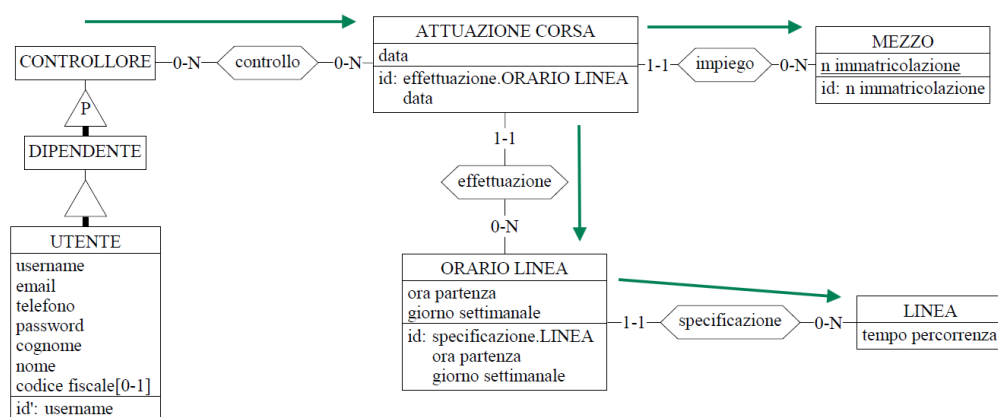 ATTUAZIONE CORSA
data
id: effettuazione.ORARIO LINEA
data
CONTROLLORE
0-N
controllo
0-N
1-1
impiego
0-N
MEZZO
n immatricolazione
id: n immatricolazione
P
DIPENDENTE
1-1
effettuazione
0-N
UTENTE
username
email
telefono
password
cognome
nome
codice fiscale[0-1]
id': username
ORARIO LINEA
ora partenza
giorno settimanale
id: specificazione.LINEA
ora partenza
giorno settimanale
1-1
specificazione
0-N
LINEA
tempo percorrenza